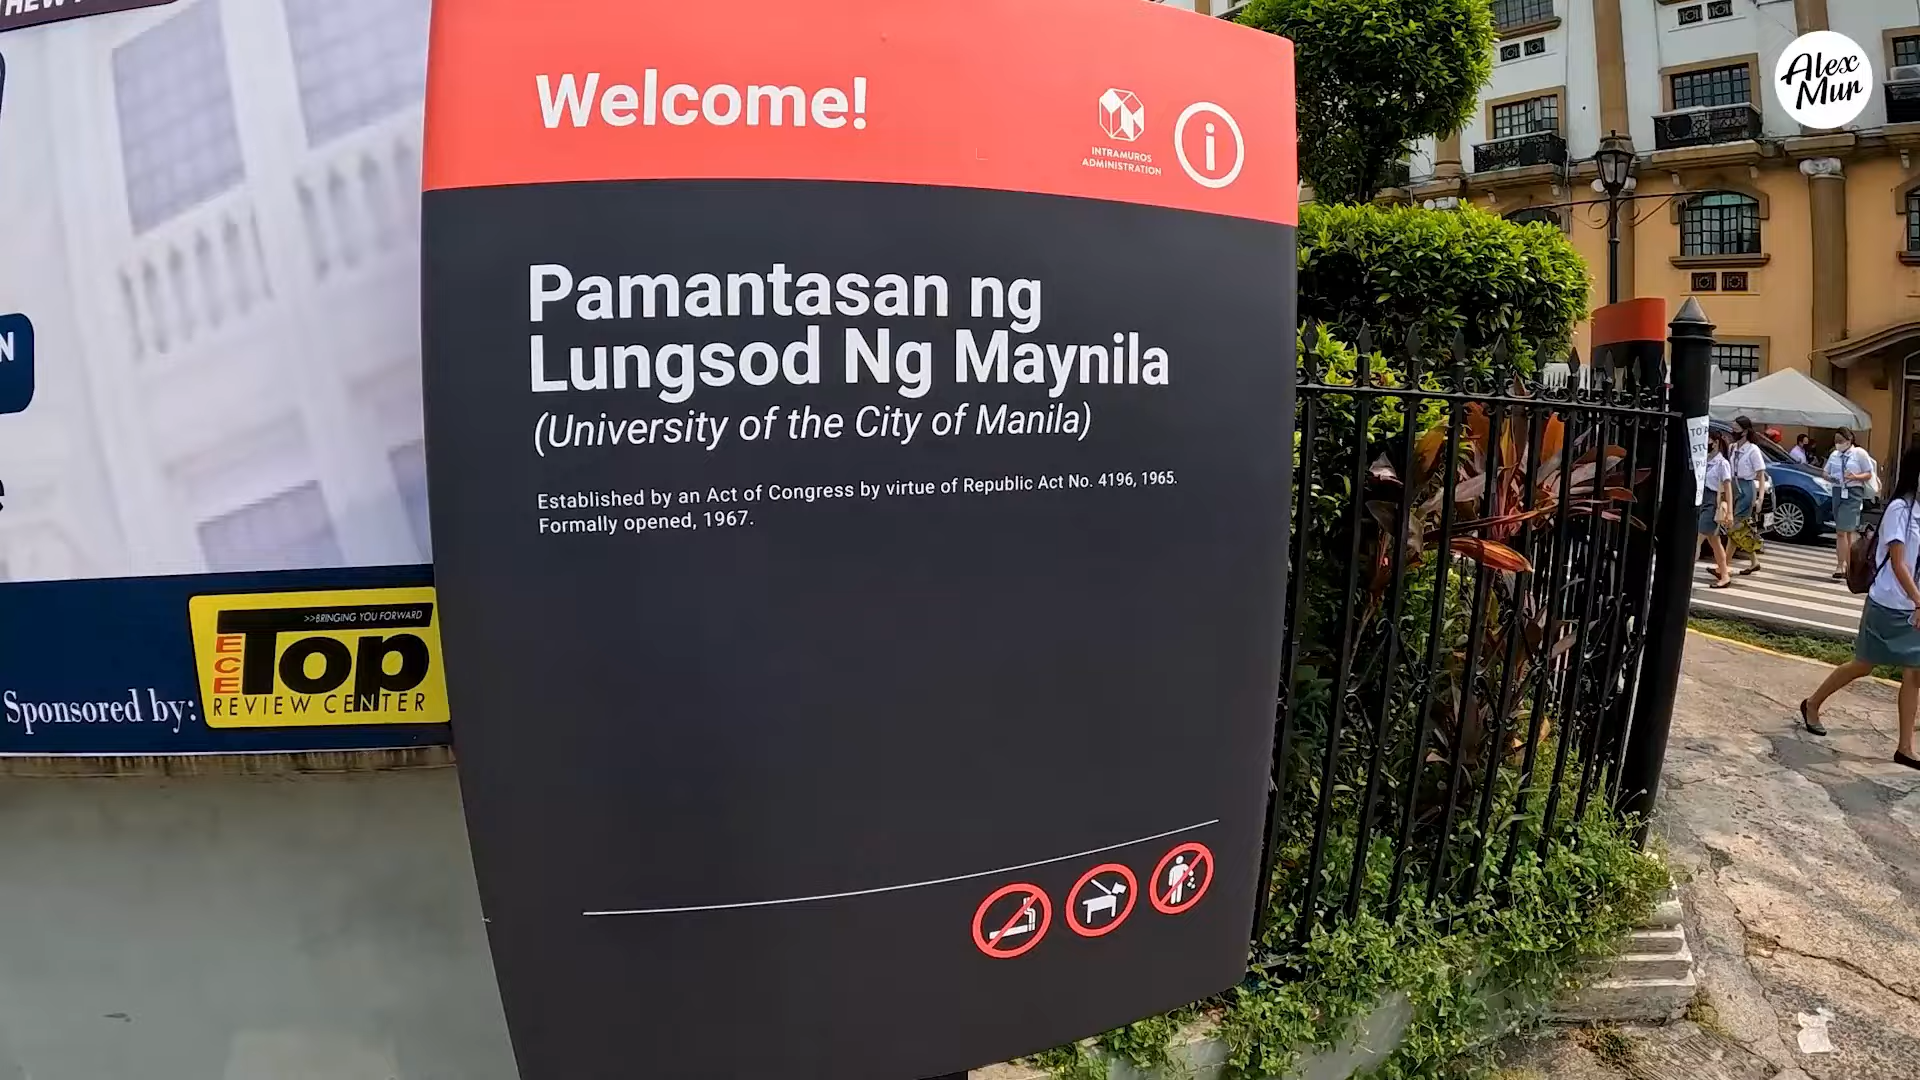 Welcome!
INTRAMUROS
ADMINISTRATION
i
Pamantasan ng
Lungsod Ng Maynila
(University of the City of Manila)
Established by an Act of Congress by virtue of Republic Act No. 4196, 1965.
Formally opened, 1967.
Sponsored by:
>>BRINGING YOU FORWARD
ECE
Top
REVIEW CENTER
Alex
Mur